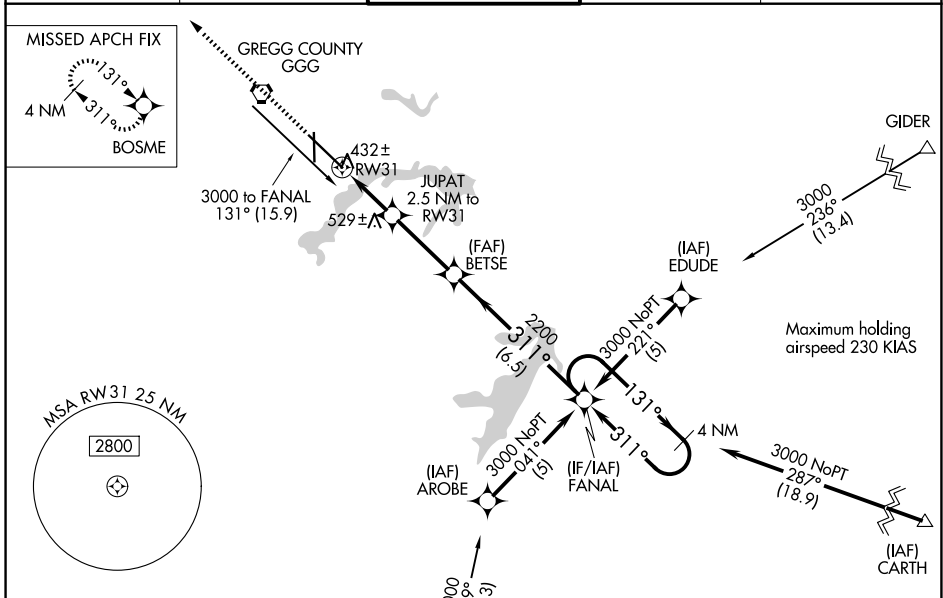 MISSED APCH FIX
131°
4 NM
311°
BOSME
GREGG COUNTY
GGG
432±
RW31
3000 to FANAL
131° (15.9)
JUPAT
2.5 NM to
RW31
529±
(FAF)
BETSE
GIDER
3000
236°
(13.4)
(IAF)
EDUDE
2200
311°
(6.5)
3000 NoPT
221°
(5)
Maximum holding
airspeed 230 KIAS
131°
4 NM
311°
MSA RW31 25 NM
2800
(IAF)
AROBE
3000 NoPT
041°
(5)
(IF/IAF)
FANAL
3000 NoPT
287°
(18.9)
(IAF)
CARTH